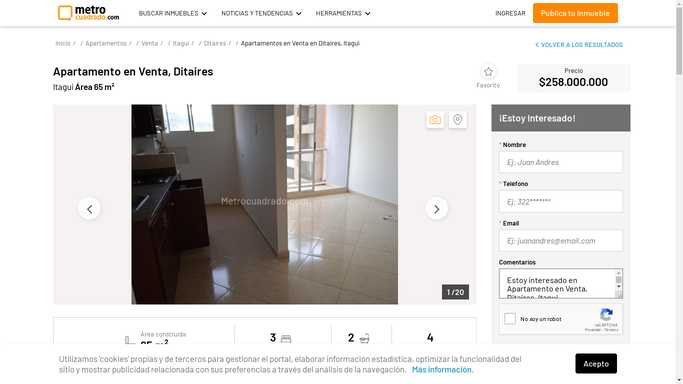 metro
cuadrado.com
BUSCAR INMUEBLES
NOTICIAS Y TENDENCIAS
HERRAMIENTAS
INGRESAR
Publica tu Inmueble
Inicio / / Apartamentos / / Venta / / Itagui / / Ditaires / / Apartamentos en Venta en Ditaires, Itagui
VOLVER A LOS RESULTADOS
Apartamento en Venta, Ditaires
Itagui Área 65 m²
Favorito
Precio
$258.000.000
Metrocuadrado.com
1 / 20
¡Estoy Interesado!
* Nombre
Ej: Juan Andres
* Teléfono
Ej: 322*******
* Email
Ej: juanandres@email.com
Comentarios
Estoy interesado en
Apartamento en Venta,
Ditaires, Itagui
No soy un robot
reCAPTCHA
Privacidad - Términos
Área construida
65 m²
3
2
4
Utilizamos 'cookies' propias y de terceros para gestionar el portal, elaborar información estadística, optimizar la funcionalidad del
sitio y mostrar publicidad relacionada con sus preferencias a través del análisis de la navegación. Más información.
Acepto